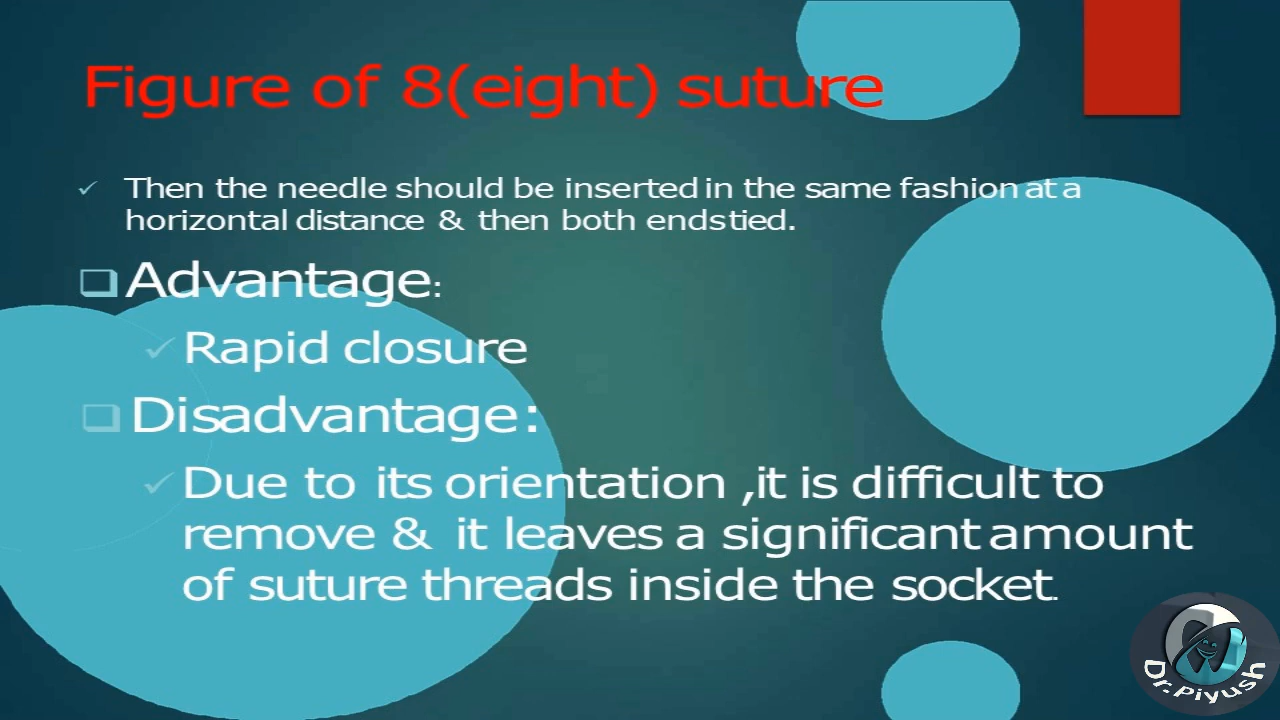 Figure of 8(eight) suture
Then the needle should be inserted in the same fashion at a
horizontal distance & then both ends tied.
Advantage:
Rapid closure
Disadvantage:
Due to its orientation ,it is difficult to
remove & it leaves a significant amount
of suture threads inside the socket.
Dr.Piyush